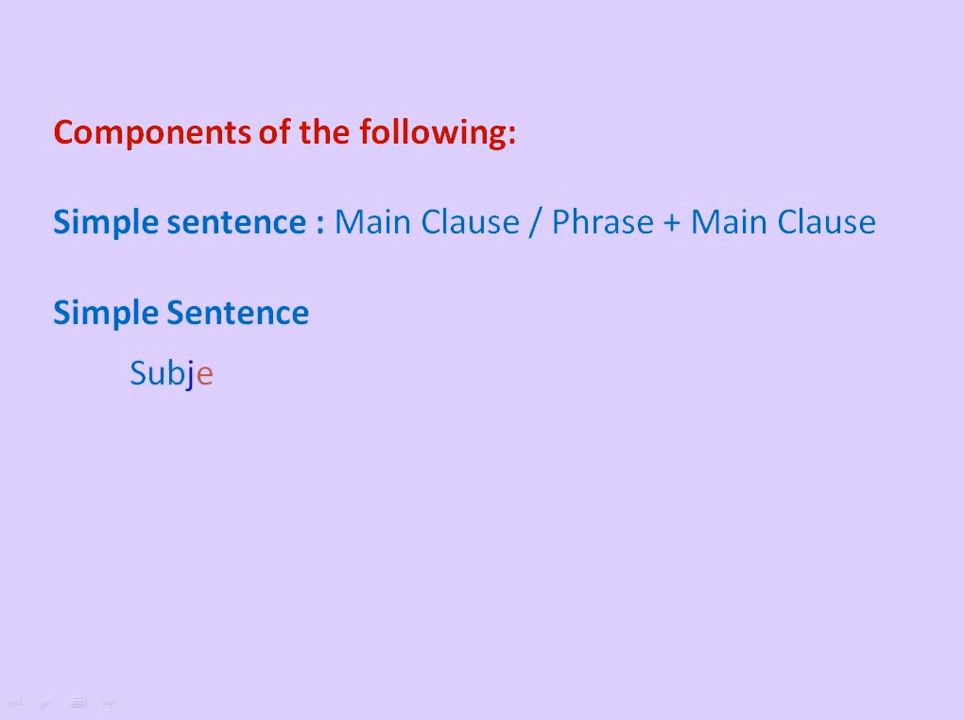 Components of the following:
Simple sentence : Main Clause / Phrase + Main Clause
Simple Sentence
Subje